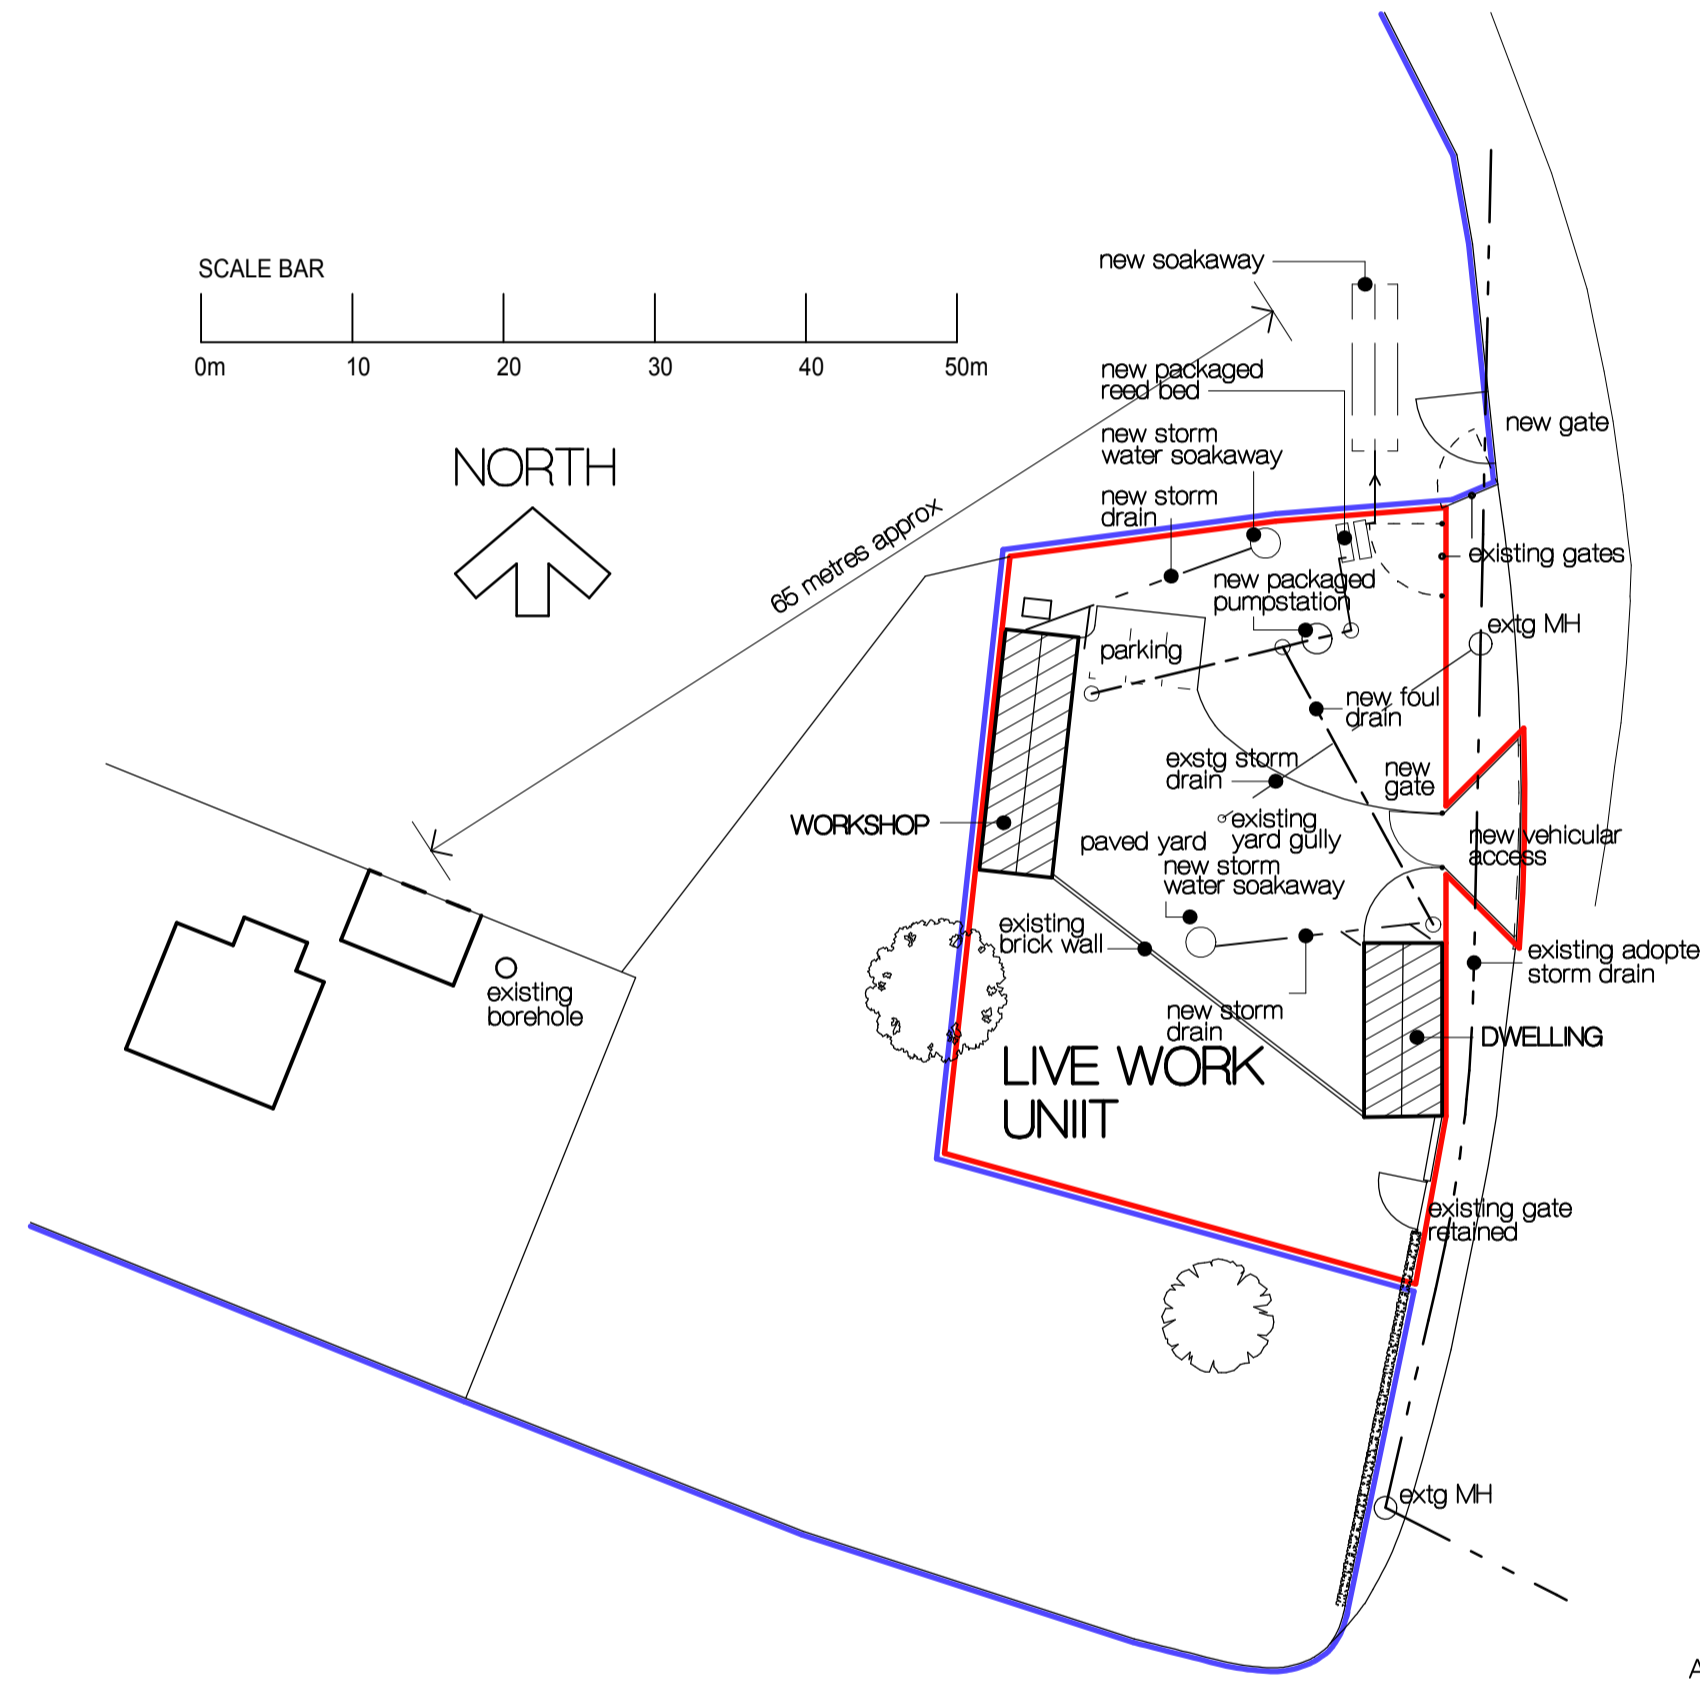 SCALE BAR
0m 10 20 30 40 50m
NORTH
65 metres approx
new soakaway
new packaged
reed bed
new storm
water soakaway
new storm
drain
new gate
existing gates
new packaged
pumpstation
extg MH
parking
new foul
drain
exstg storm
drain
new
gate
WORKSHOP
existing
yard gully
paved yard
new vehicular
access
new storm
water soakaway
existing
brick wall
existing adopte
storm drain
existing
borehole
new storm
drain
DWELLING
LIVE WORK
UNIIT
existing gate
retained
extg MH
A